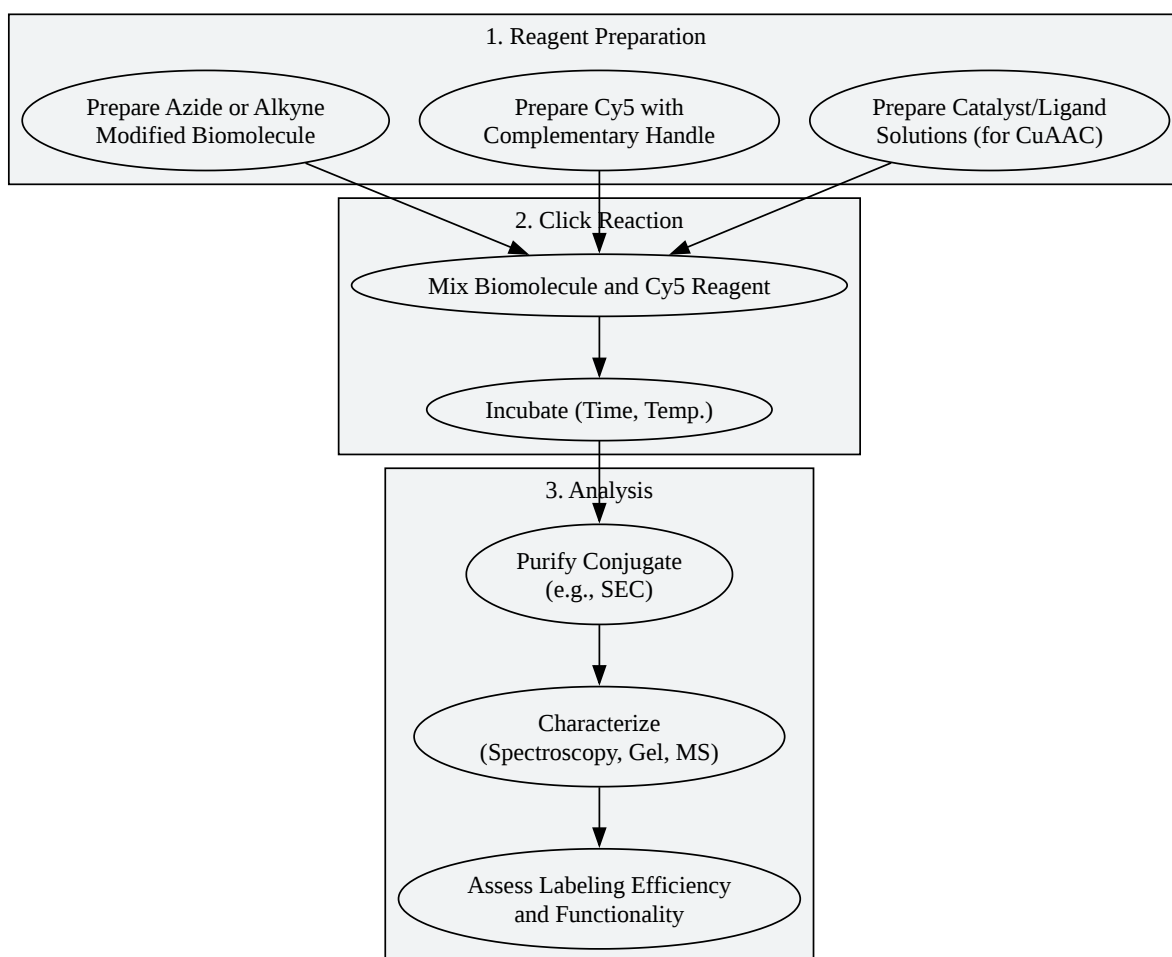 1. Reagent Preparation
Prepare Azide or Alkyne
Modified Biomolecule
Prepare Cy5 with
Complementary Handle
Prepare Catalyst/Ligand
Solutions (for CuAAC)
2. Click Reaction
Mix Biomolecule and Cy5 Reagent
Incubate (Time, Temp.)
3. Analysis
Purify Conjugate
(e.g., SEC)
Characterize
(Spectroscopy, Gel, MS)
Assess Labeling Efficiency
and Functionality